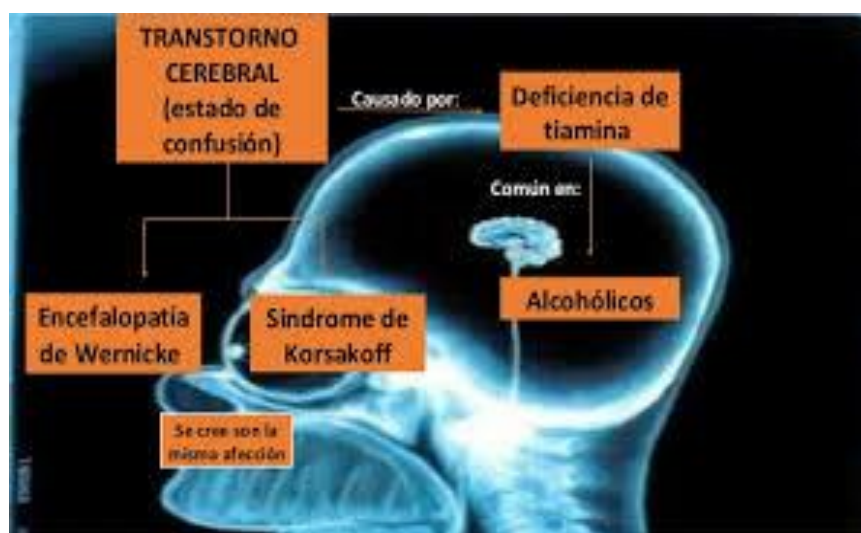 TRANSTORNO
CEREBRAL
(estado de
confusión)
Causado por:
Deficiencia de
tiamina
Común en:
Alcohólicos
Encefalopatía
de Wernicke
Sindrome de
Korsakoff
Se cree son la
misma afección